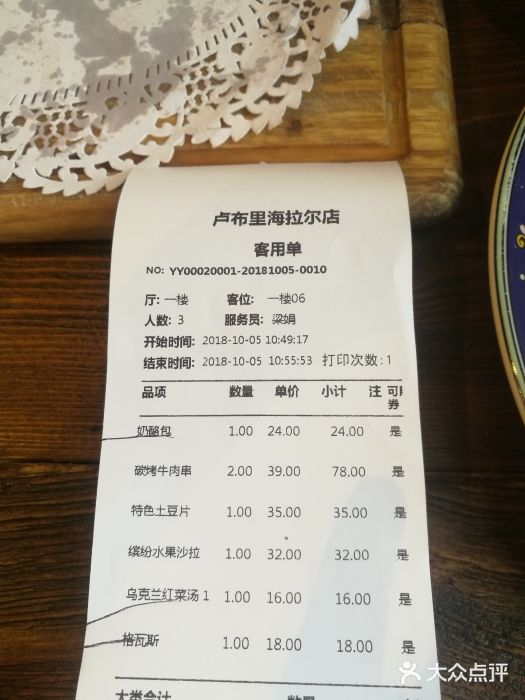 卢布里海拉尔店
客用单
NO: YY00020001-20181005-0010
厅: 一楼 客位: 一楼06
人数: 3 服务员: 梁娟
开始时间: 2018-10-05 10:49:17
结束时间: 2018-10-05 10:55:53 打印次数:1
品项 数量 单价 小计 注 可
券
奶酪包 1.00 24.00 24.00 是
碳烤牛肉串 2.00 39.00 78.00 是
特色土豆片 1.00 35.00 35.00 是
缤纷水果沙拉 1.00 32.00 32.00 是
乌克兰红菜汤 1 1.00 16.00 16.00 是
格瓦斯 1.00 18.00 18.00 是
大类合计 数量
大众点评